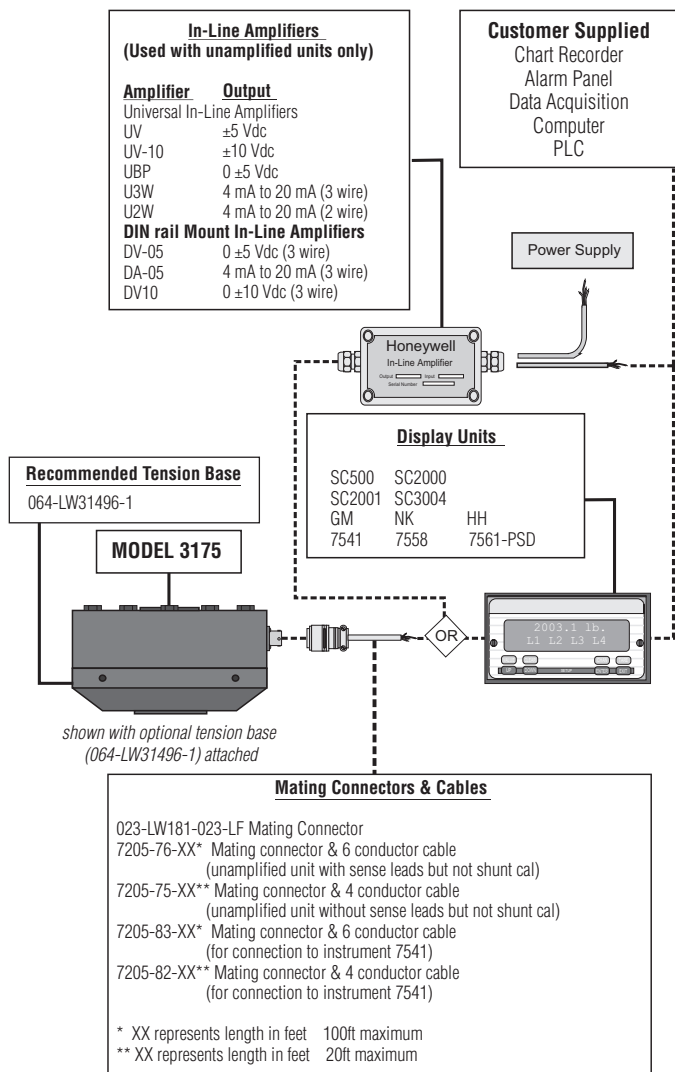 In-Line Amplifiers
(Used with unamplified units only)
Amplifier Output
Universal In-Line Amplifiers
UV ±5 Vdc
UV-10 ±10 Vdc
UBP 0 ±5 Vdc
U3W 4 mA to 20 mA (3 wire)
U2W 4 mA to 20 mA (2 wire)
DIN rail Mount In-Line Amplifiers
DV-05 0 ±5 Vdc (3 wire)
DA-05 4 mA to 20 mA (3 wire)
DV10 0 ±10 Vdc (3 wire)
Customer Supplied
Chart Recorder
Alarm Panel
Data Acquisition
Computer
PLC
Power Supply
Honeywell
In-Line Amplifier
Output Input
Serial Number
Display Units
SC500 SC2000
SC2001 SC3004
GM NK HH
7541 7558 7561-PSD
Recommended Tension Base
064-LW31496-1
MODEL 3175
OR
2003.1 lb.
L1 L2 L3 L4
SETUP
shown with optional tension base
(064-LW31496-1) attached
Mating Connectors & Cables
023-LW181-023-LF Mating Connector
7205-76-XX* Mating connector & 6 conductor cable
(unamplified unit with sense leads but not shunt cal)
7205-75-XX** Mating connector & 4 conductor cable
(unamplified unit without sense leads but not shunt cal)
7205-83-XX* Mating connector & 6 conductor cable
(for connection to instrument 7541)
7205-82-XX** Mating connector & 4 conductor cable
(for connection to instrument 7541)
* XX represents length in feet 100ft maximum
** XX represents length in feet 20ft maximum